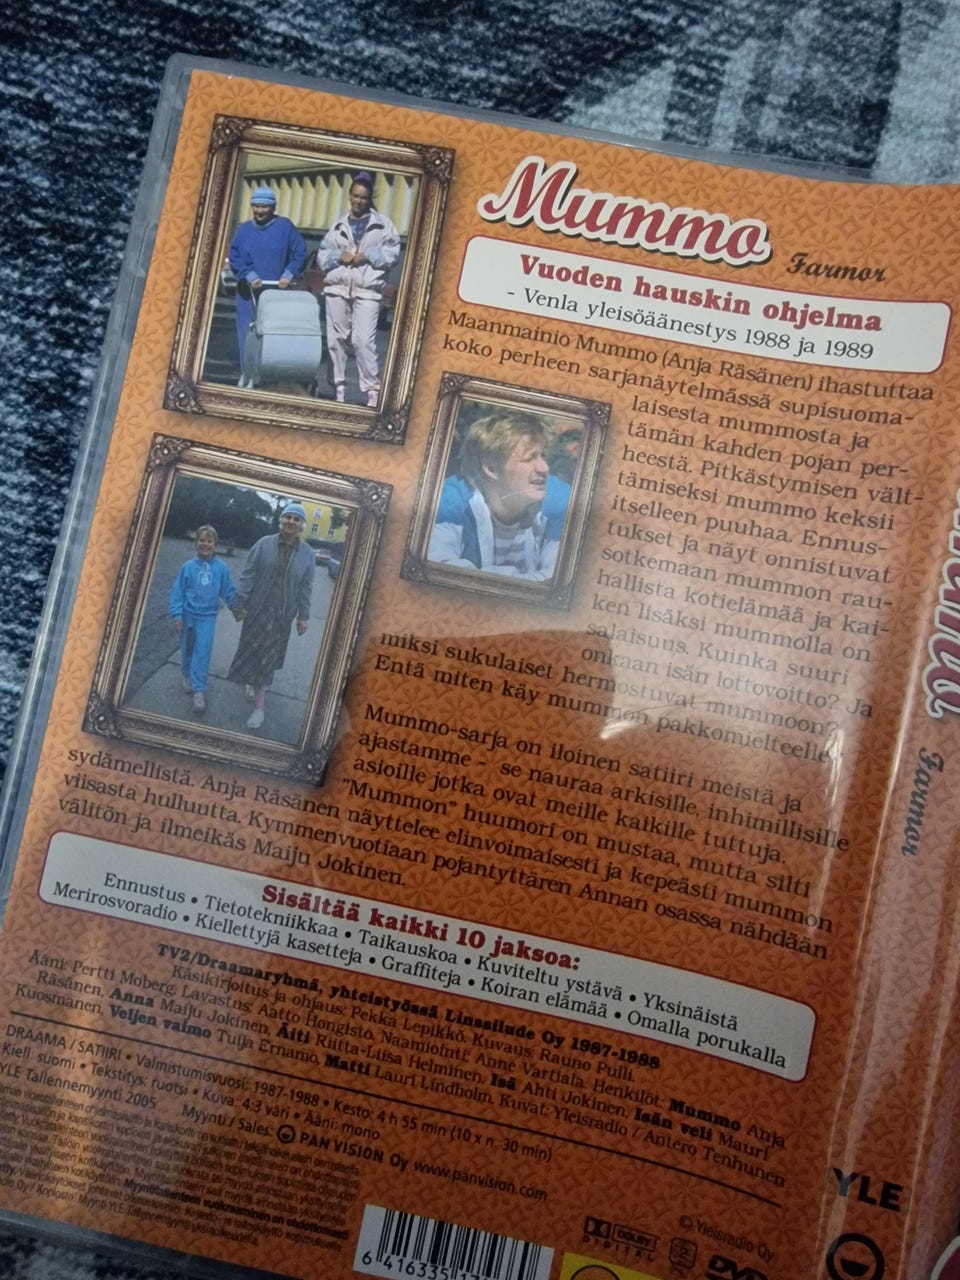 Mummo
Farmor
Vuoden hauskin ohjelma
- Venla yleisöäänestys 1988 ja 1989
Maanmainio Mummo (Anja Räsänen) ihastuttaa
koko perheen sarjanäytelmässä supisuoma-
laisesta mummosta ja
tämän kahden pojan per-
heestä. Pitkästymisen vält-
tämiseksi mummo keksii
itselleen puuhaa. Ennus-
tukset ja näyt onnistuvat
sotkemaan mummon rau-
hallista kotielämää ja kai-
ken lisäksi mummolla on
salaisuus. Kuinka suuri
onkaan isän lottovoitto? Ja
miksi sukulaiset hermostuvat mummoon?
Entä miten käy mummon pakkomielteelle?
Mummo-sarja on iloinen satiiri meistä ja
ajastamme - se nauraa arkisille, inhimillisille
asioille jotka ovat meille kaikille tuttuja.
"Mummon" huumori on mustaa, mutta silti
sydämellistä. Anja Räsänen näyttelee elinvoimaisesti ja kepeästi mummon
viisasta hulluutta. Kymmenvuotiaan pojantyttären Annan osassa nähdään
välitön ja ilmeikäs Maiju Jokinen.
Sisältää kaikki 10 jaksoa:
Ennustus • Tietotekniikkaa • Taikauskoa • Kuviteltu ystävä • Yksinäistä
Merirosvoradio • Kiellettyjä kasetteja • Graffiteja • Koiran elämää • Omalla porukalla
TV2/Draamaryhmä, yhteistyössä Linssilude Oy 1987-1988
Käsikirjoitus ja ohjaus: Pekka Lepikkö. Kuvaus: Rauno Pulli.
Ääni: Pertti Moberg. Lavastus: Aatto Hongisto. Naamiointi: Anne Vartiala. Henkilöt: Mummo Anja
Räsänen, Anna Maiju Jokinen, Äiti Riitta-Liisa Helminen, Isä Ahti Jokinen, Isän veli Mauri
Kuosmanen, Veljen vaimo Tuija Ernamo, Matti Lauri Lindholm. Kuvat: Yleisradio / Antero Tenhunen
DRAAMA / SATIIRI • Valmistumisvuosi: 1987-1988 • Kesto: 4 h 55 min (10 x n. 30 min)
Kieli: suomi • Tekstitys: ruotsi • Kuva: 4:3 väri • Ääni: mono
YLE Tallennemyynti 2005
Myynti / Sales: PAN VISION Oy www.panvision.com
© Yleisradio Oy
YLE
DOLBY
DIGITAL
2
DVD
6 416335
Farmor